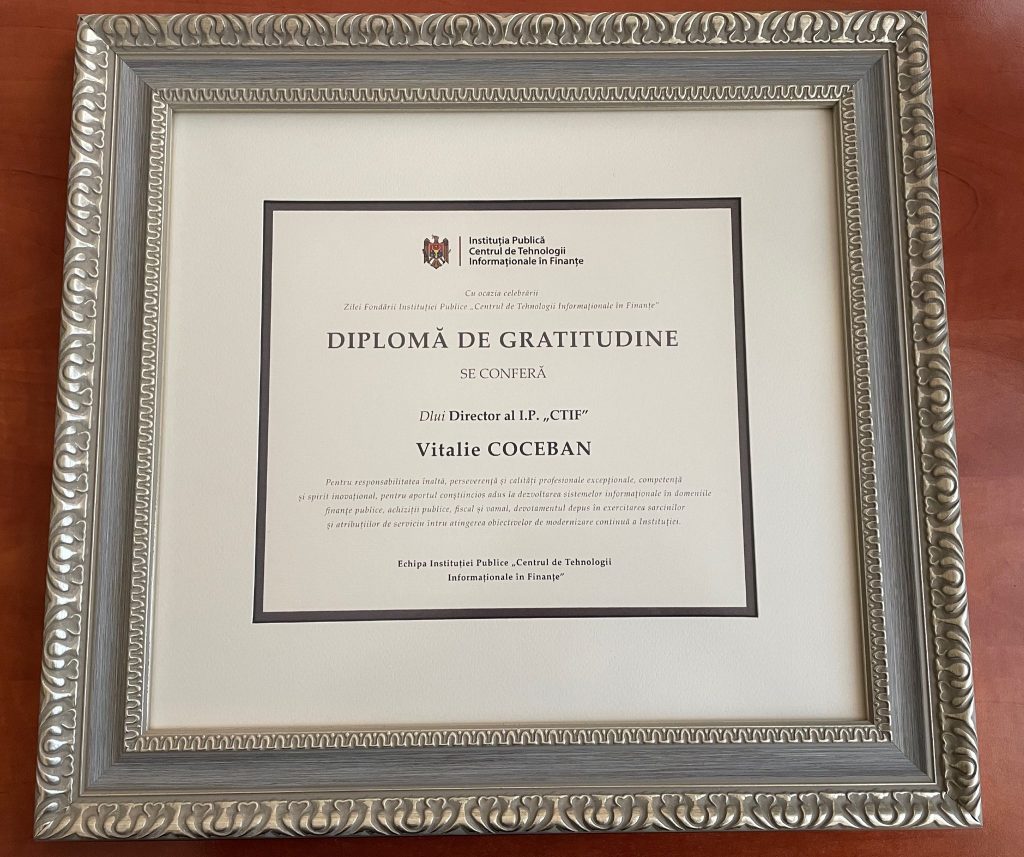 Instituția Publică
Centrul de Tehnologii
Informaționale în Finanțe
Cu ocazia celebrării
Zilei Fondării Instituției Publice „Centrul de Tehnologii Informaționale în Finanțe”
DIPLOMĂ DE GRATITUDINE
SE CONFERĂ
Dlui Director al I.P. „CTIF”
Vitalie COCEBAN
Pentru responsabilitatea înaltă, perseverență și calități profesionale excepționale, competență
și spirit inovațional, pentru aportul conștiincios adus la dezvoltarea sistemelor informaționale în domeniile
finanțe publice, achiziții publice, fiscal și vamal, devotamentul depus în exercitarea sarcinilor
și atribuțiilor de serviciu întru atingerea obiectivelor de modernizare continuă a Instituției.
Echipa Instituției Publice „Centrul de Tehnologii
Informaționale în Finanțe”